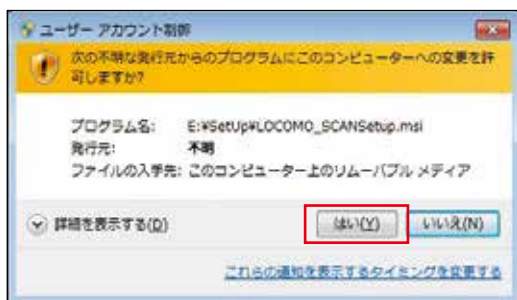 ユーザー アカウント制御
次の不明な発行元からのプログラムにこのコンピューターへの変更を許
可しますか?
プログラム名: E:¥SetUp¥LOCOMO_SCANSetup.msi
発行元: 不明
ファイルの入手先: このコンピューター上のリムーバブル メディア
詳細を表示する(D) はい(Y) いいえ(N)
これらの通知を表示するタイミングを変更する